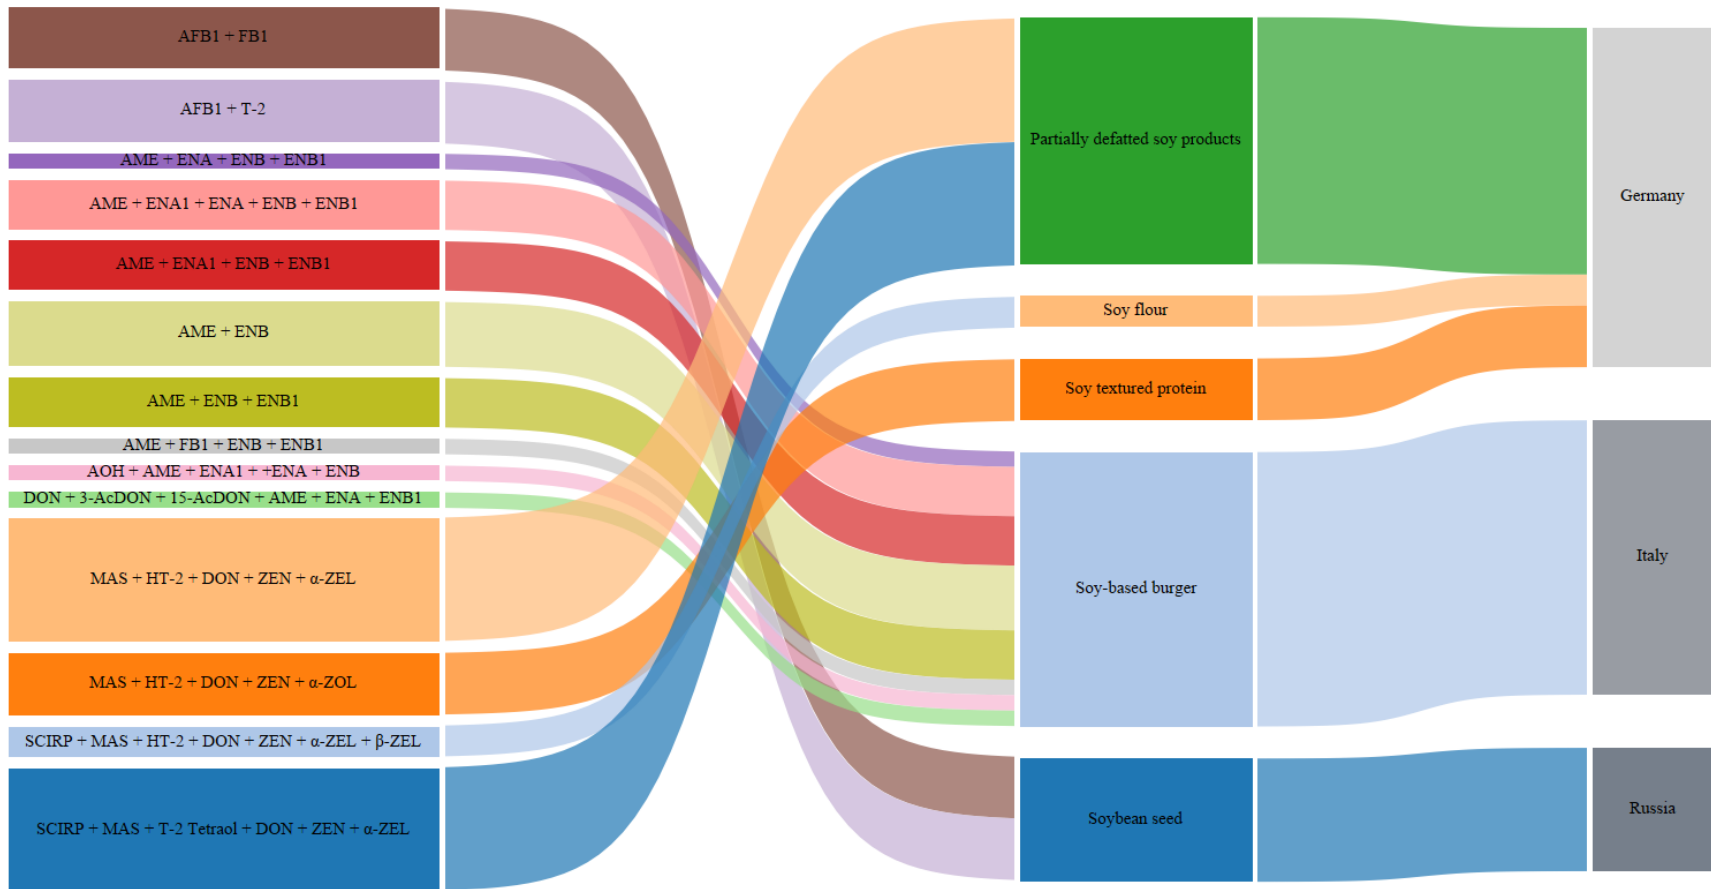 AFB1 + FB1
AFB1 + T-2
AME + ENA + ENB + ENB1
AME + ENA1 + ENA + ENB + ENB1
AME + ENA1 + ENB + ENB1
AME + ENB
AME + ENB + ENB1
AME + FB1 + ENB + ENB1
AOH + AME + ENA1 + +ENA + ENB
DON + 3-AcDON + 15-AcDON + AME + ENA + ENB1
MAS + HT-2 + DON + ZEN + α-ZEL
MAS + HT-2 + DON + ZEN + α-ZOL
SCIRP + MAS + HT-2 + DON + ZEN + α-ZEL + β-ZEL
SCIRP + MAS + T-2 Tetraol + DON + ZEN + α-ZEL
Partially defatted soy products
Soy flour
Soy textured protein
Soy-based burger
Soybean seed
Germany
Italy
Russia